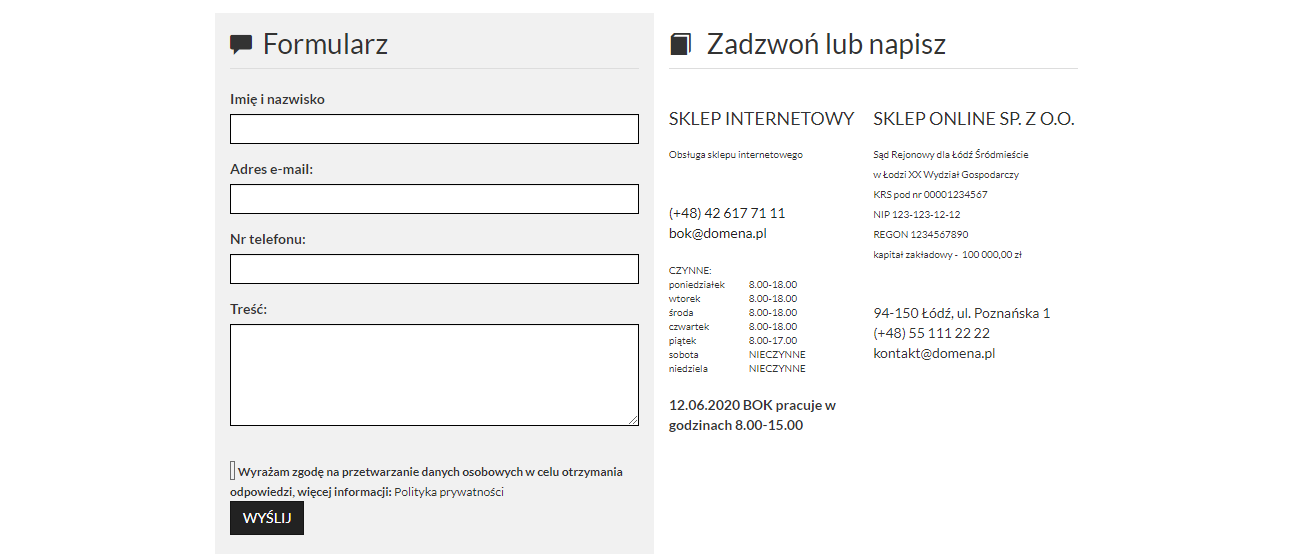 Formularz
Imię i nazwisko
Adres e-mail:
Nr telefonu:
Treść:
Wyrażam zgodę na przetwarzanie danych osobowych w celu otrzymania
odpowiedzi, więcej informacji: Polityka prywatności
WYŚLIJ
Zadzwoń lub napisz
SKLEP INTERNETOWY
Obsługa sklepu internetowego
(+48) 42 617 71 11
bok@domena.pl
CZYNNE:
poniedziałek 8.00-18.00
wtorek 8.00-18.00
środa 8.00-18.00
czwartek 8.00-18.00
piątek 8.00-17.00
sobota NIECZYNNE
niedziela NIECZYNNE
12.06.2020 BOK pracuje w
godzinach 8.00-15.00
SKLEP ONLINE SP. Z O.O.
Sąd Rejonowy dla Łódź Śródmieście
w Łodzi XX Wydział Gospodarczy
KRS pod nr 00001234567
NIP 123-123-12-12
REGON 1234567890
kapitał zakładowy - 100 000,00 zł
94-150 Łódź, ul. Poznańska 1
(+48) 55 111 22 22
kontakt@domena.pl